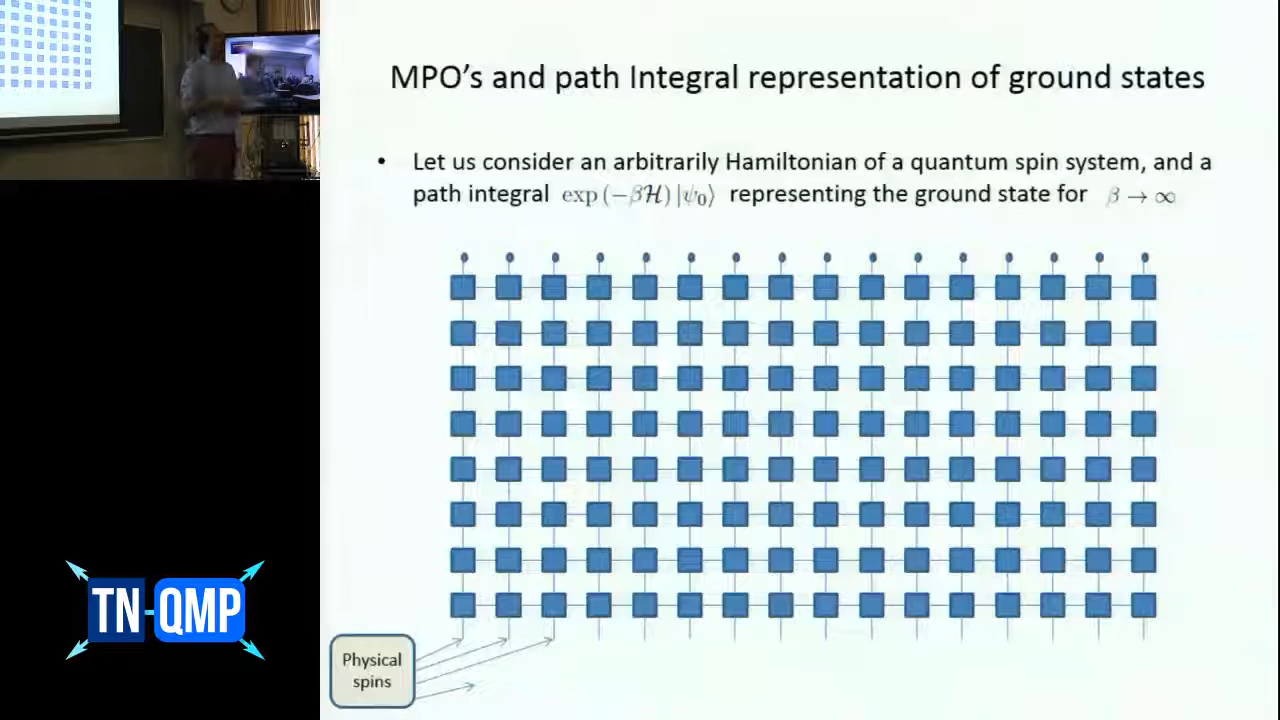 MPO's and path Integral representation of ground states
• Let us consider an arbitrarily Hamiltonian of a quantum spin system, and a
path integral exp (−βℋ) |ψ₀⟩ representing the ground state for β → ∞
Physical
spins
TN-QMP